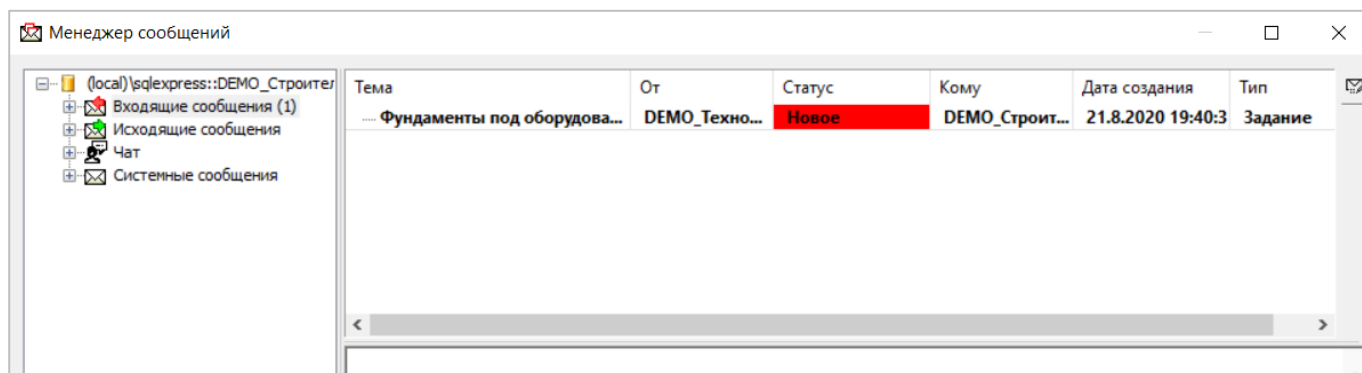 Менеджер сообщений
(local)\sqlexpress::DEMO_Строител
Входящие сообщения (1)
Исходящие сообщения
Чат
Системные сообщения
Тема От Статус Кому Дата создания Тип
Фундаменты под оборудова... DEMO_Техно... Новое DEMO_Строит... 21.8.2020 19:40:3 Задание